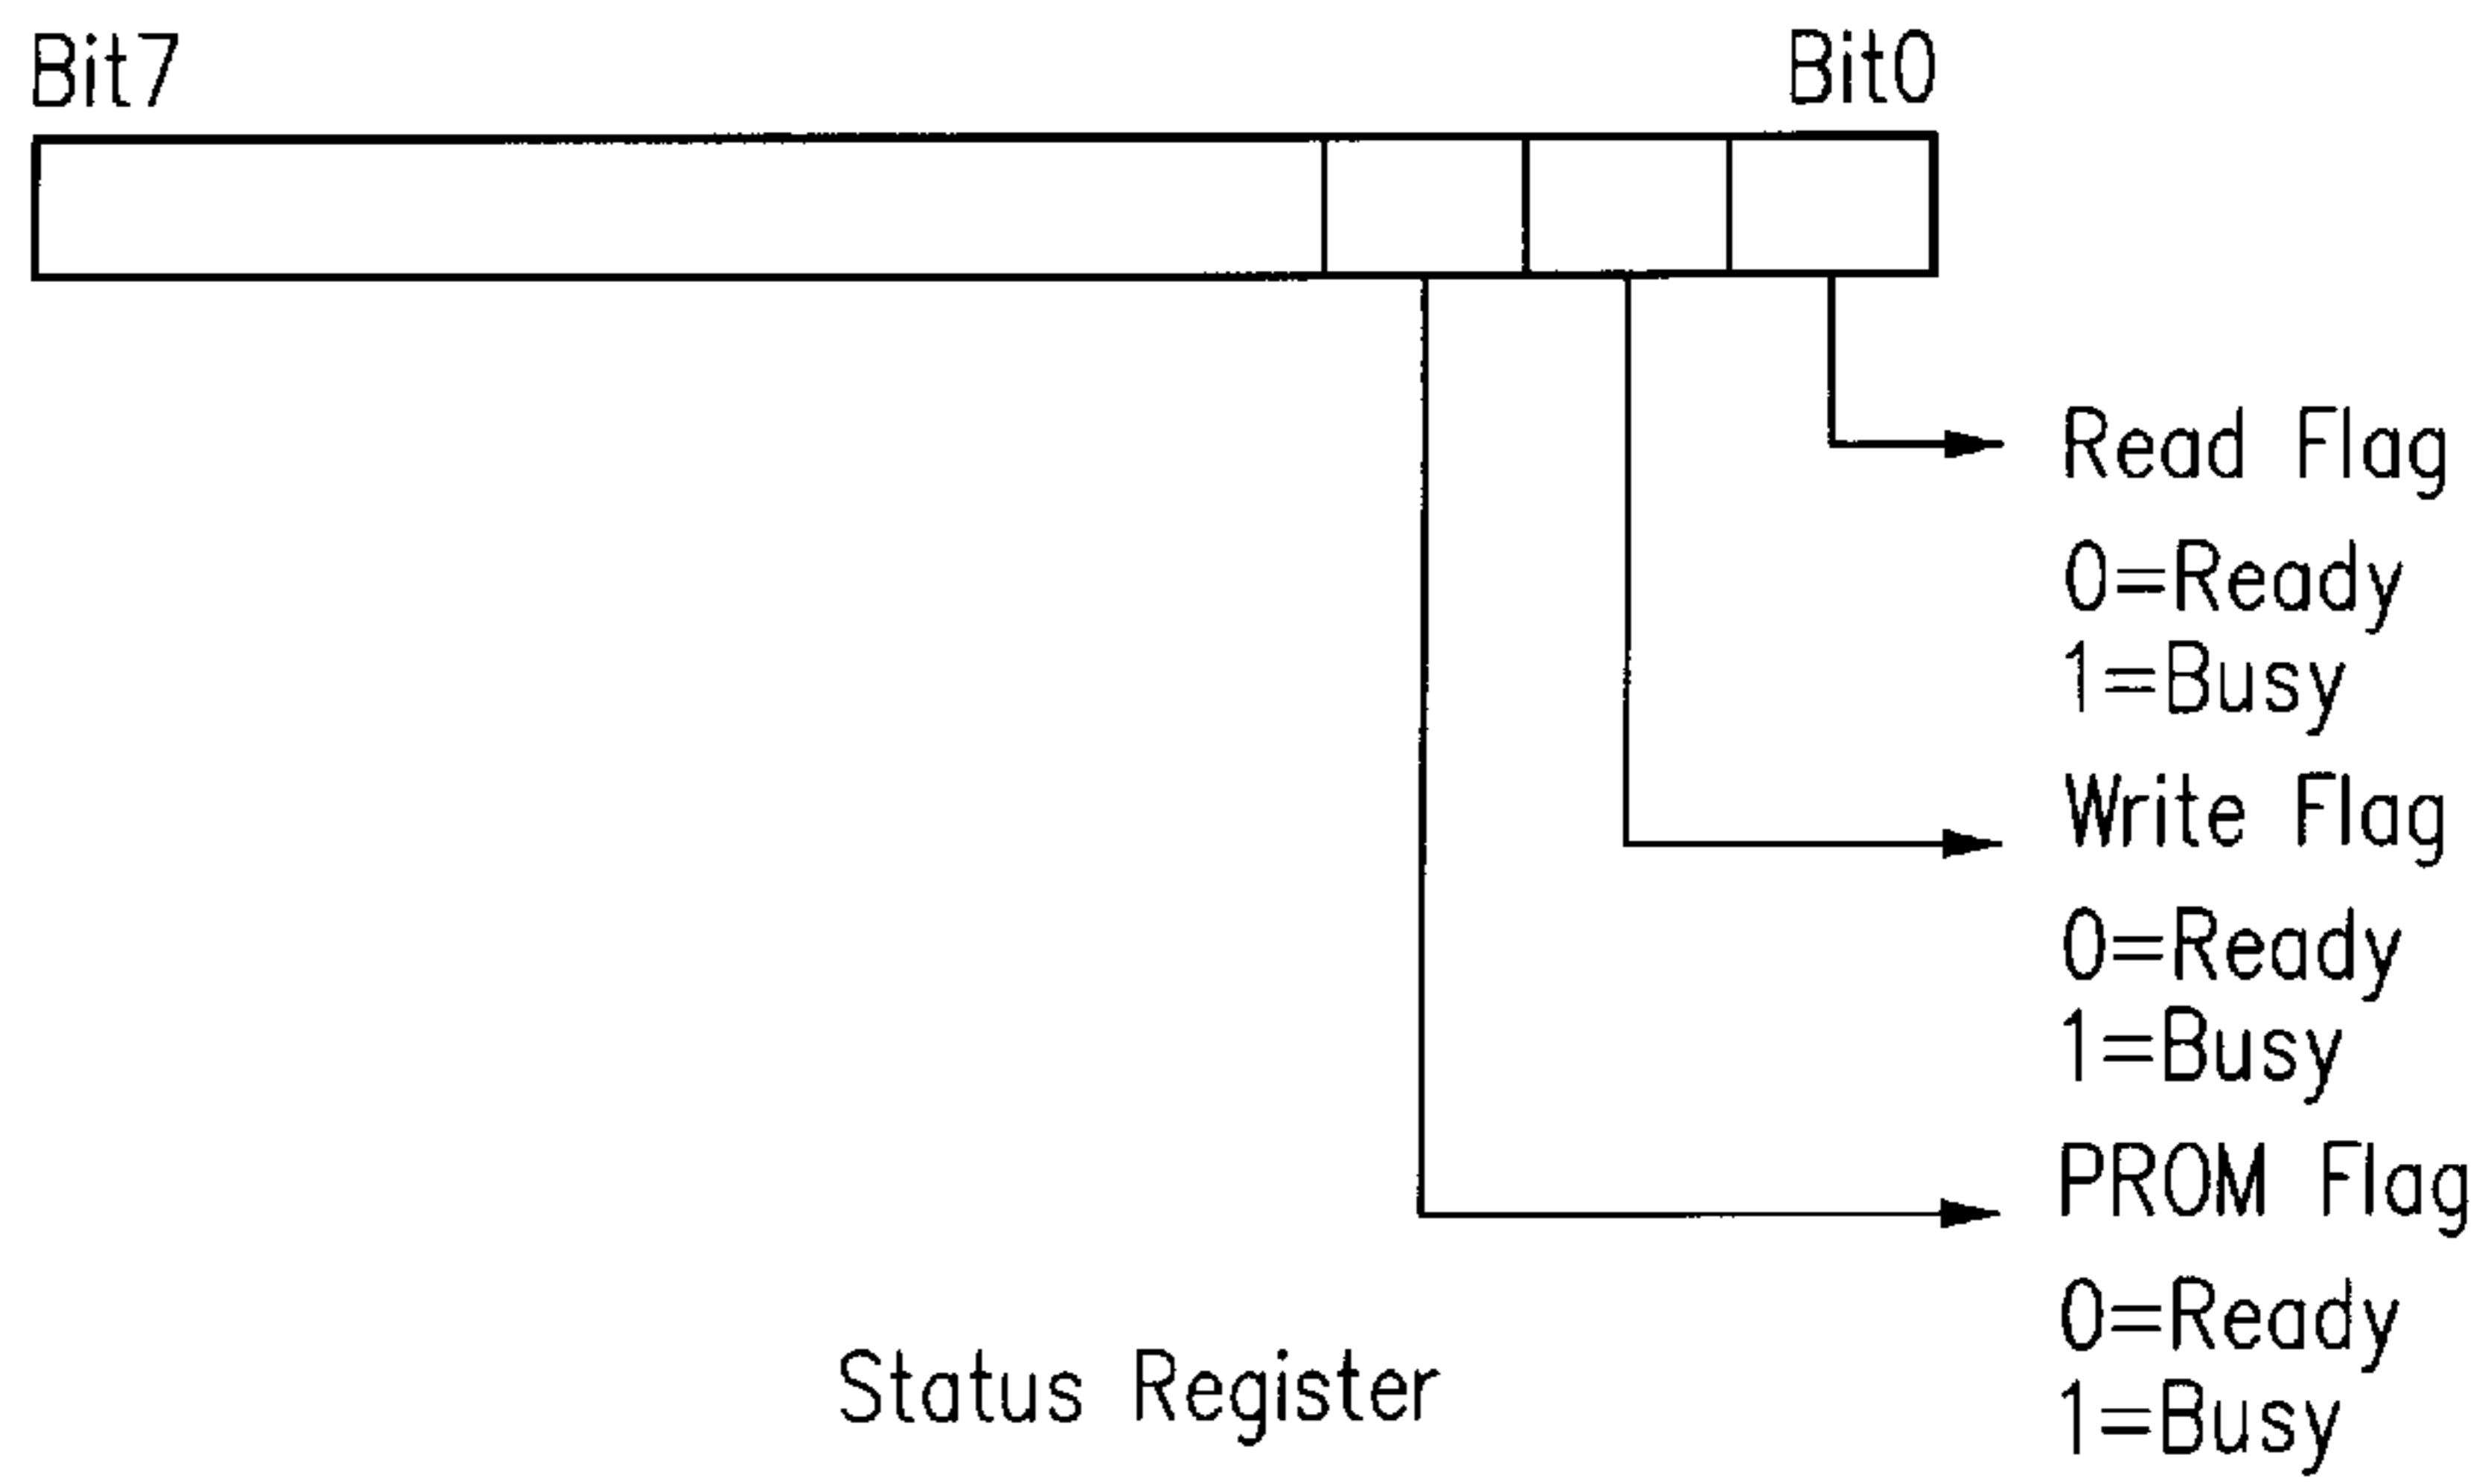 Bit7
Bit0
Read Flag
0=Ready
1=Busy
Write Flag
0=Ready
1=Busy
PROM Flag
0=Ready
1=Busy
Status Register